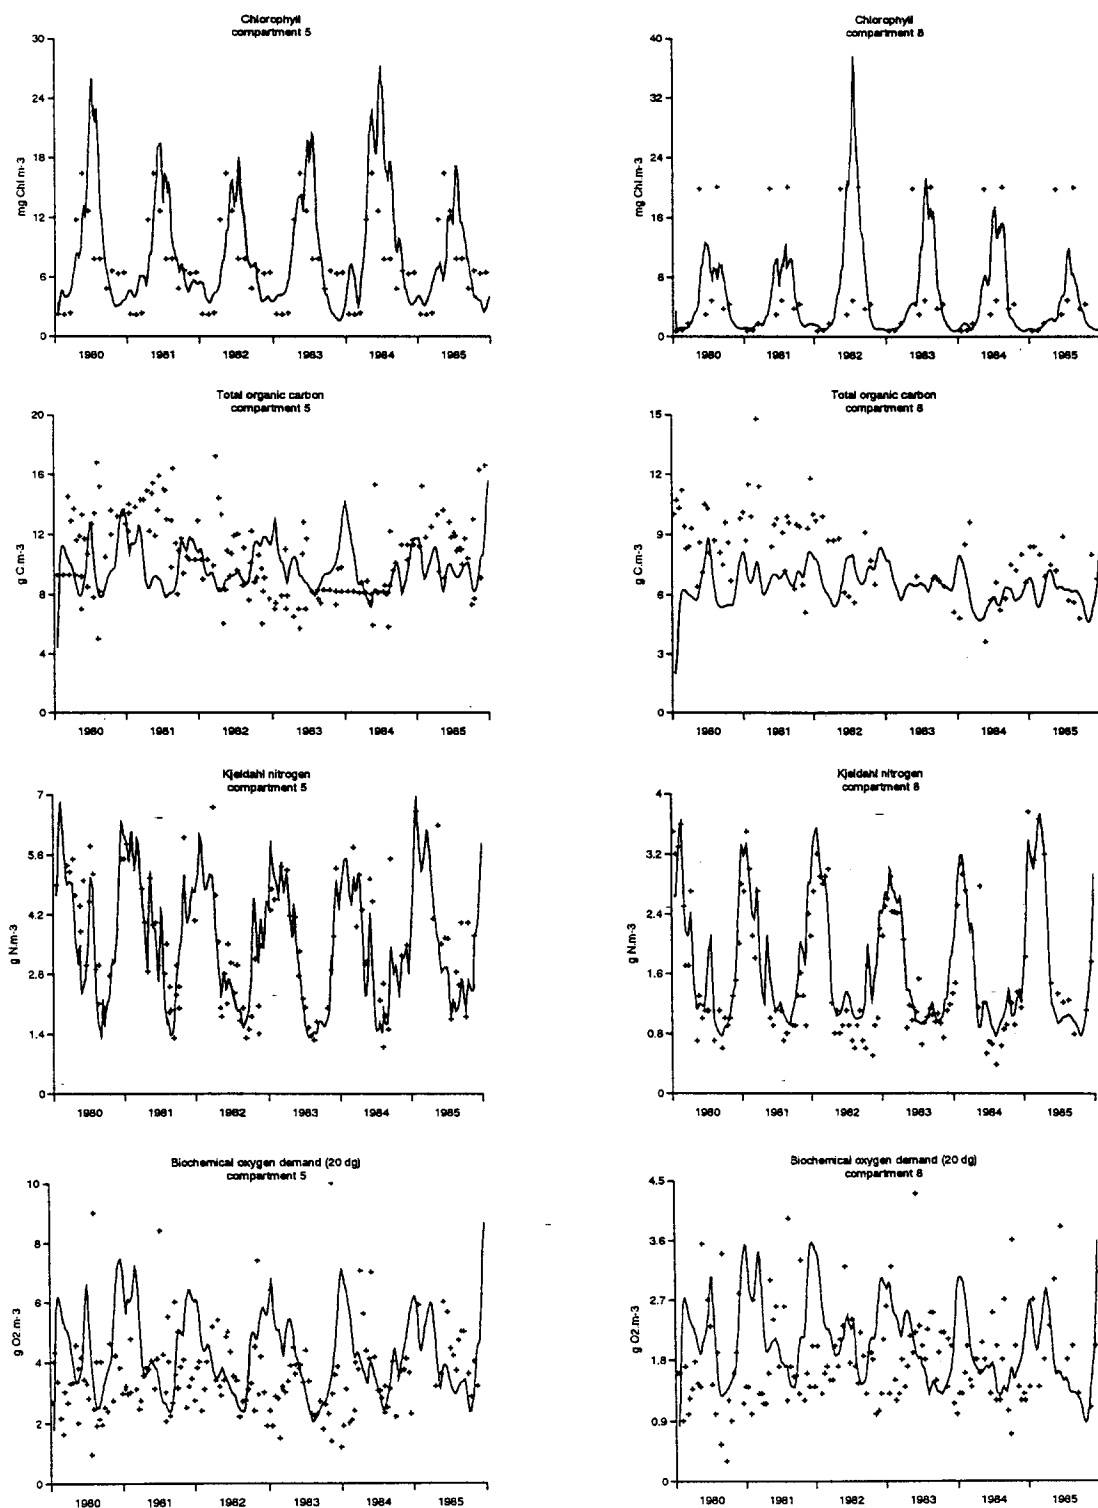 Chlorophyll
compartment 5
mg Chl.m-3
30
24
18
12
6
0
1980 1981 1982 1983 1984 1985
Chlorophyll
compartment 8
mg Chl.m-3
40
32
24
16
8
0
1980 1981 1982 1983 1984 1985
Total organic carbon
compartment 5
g C.m-3
20
16
12
8
4
0
1980 1981 1982 1983 1984 1985
Total organic carbon
compartment 8
g C.m-3
15
12
9
6
3
0
1980 1981 1982 1983 1984 1985
Kjeldahl nitrogen
compartment 5
g N.m-3
7
5.6
4.2
2.8
1.4
0
1980 1981 1982 1983 1984 1985
Kjeldahl nitrogen
compartment 8
g N.m-3
4
3.2
2.4
1.6
0.8
0
1980 1981 1982 1983 1984 1985
Biochemical oxygen demand (20 dg)
compartment 5
g O2.m-3
10
8
6
4
2
0
1980 1981 1982 1983 1984 1985
Biochemical oxygen demand (20 dg)
compartment 8
g O2.m-3
4.5
3.6
2.7
1.8
0.9
0
1980 1981 1982 1983 1984 1985